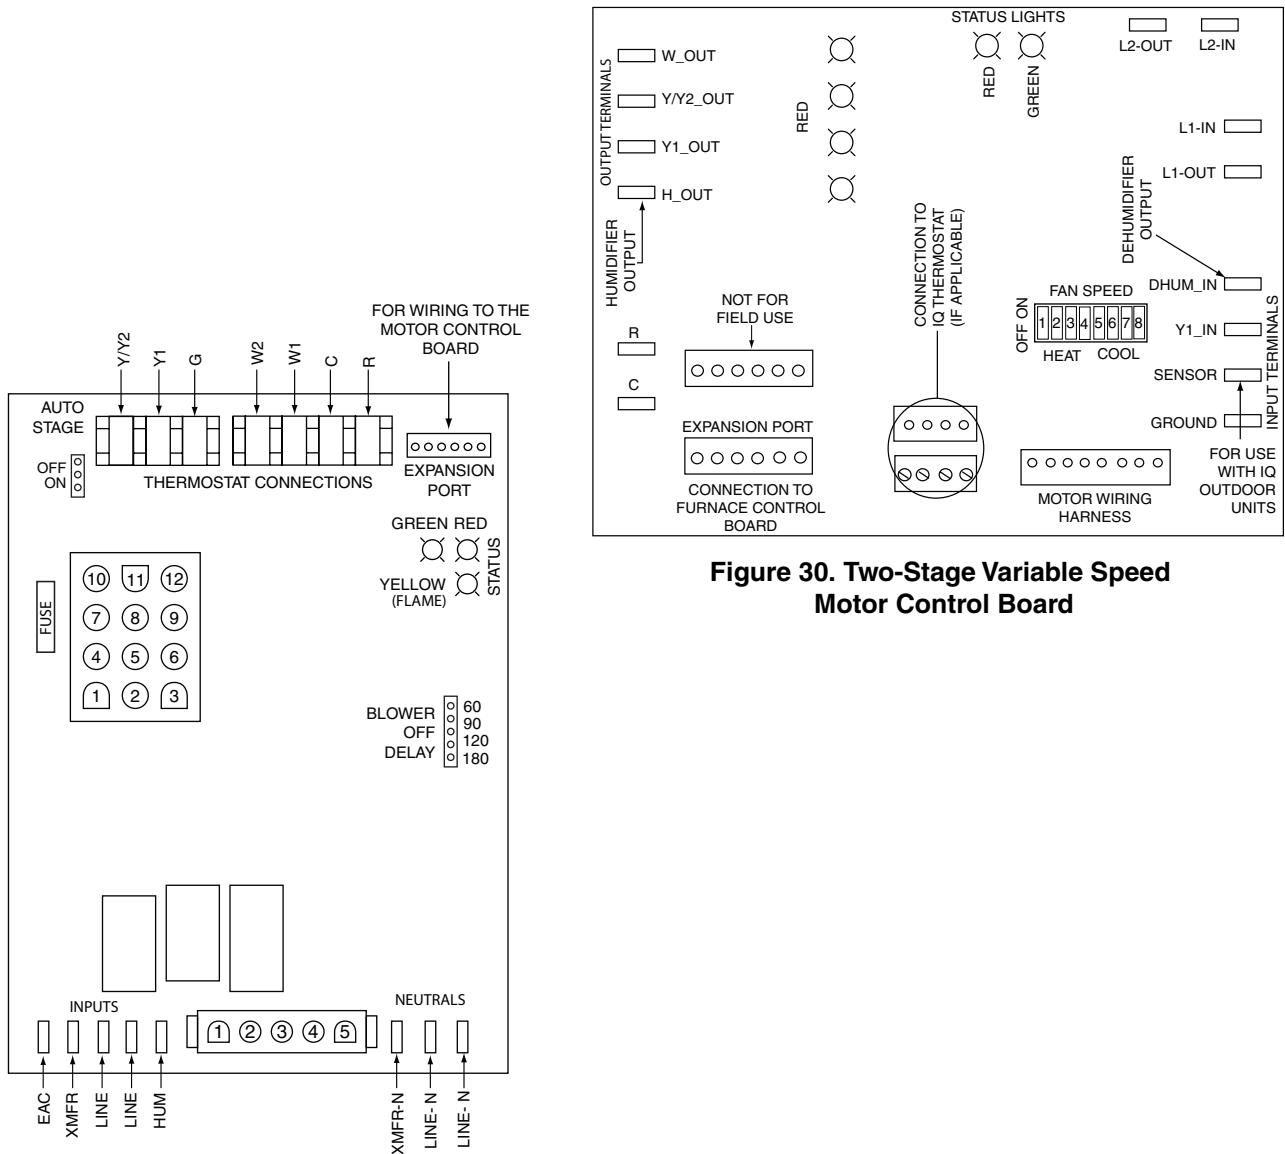 FOR WIRING TO THE
MOTOR CONTROL
BOARD
Y/Y2
Y1
G
W2
W1
C
R
AUTO
STAGE
OFF
ON
THERMOSTAT CONNECTIONS
EXPANSION
PORT
GREEN RED
STATUS
YELLOW
(FLAME)
FUSE
10 11 12
7 8 9
4 5 6
1 2 3
BLOWER
OFF
DELAY
60
90
120
180
INPUTS
NEUTRALS
1 2 3 4 5
EAC
XMFR
LINE
LINE
HUM
XMFR-N
LINE- N
LINE- N
STATUS LIGHTS
RED
GREEN
L2-OUT
L2-IN
OUTPUT TERMINALS
W_OUT
Y/Y2_OUT
Y1_OUT
H_OUT
RED
L1-IN
L1-OUT
HUMIDIFIER
OUTPUT
R
C
NOT FOR
FIELD USE
CONNECTION TO
IQ THERMOSTAT
(IF APPLICABLE)
DEHUMIDIFIER
OUTPUT
DHUM_IN
Y1_IN
SENSOR
GROUND
INPUT TERMINALS
FAN SPEED
OFF ON
1 2 3 4 5 6 7 8
HEAT
COOL
EXPANSION PORT
CONNECTION TO
FURNACE CONTROL
BOARD
MOTOR WIRING
HARNESS
FOR USE
WITH IQ
OUTDOOR
UNITS
Figure 30. Two-Stage Variable Speed
Motor Control Board